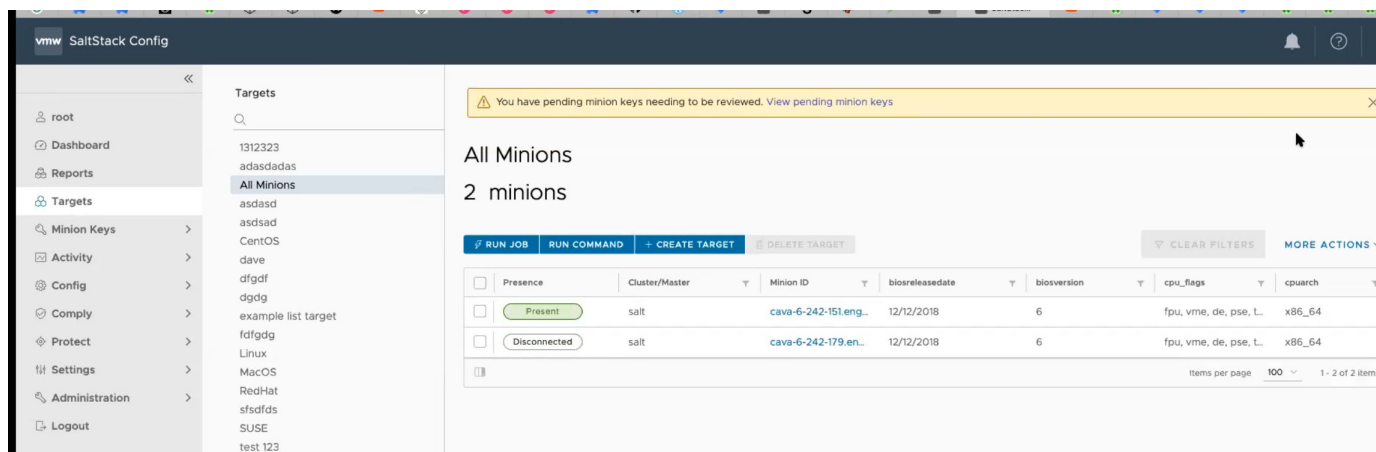 vmw SaltStack Config
root
Dashboard
Reports
Targets
Minion Keys
Activity
Config
Comply
Protect
Settings
Administration
Logout
Targets
1312323
adasdadas
All Minions
asdasd
asdsad
CentOS
dave
dfgdf
dgdg
example list target
fdfgdg
Linux
MacOS
RedHat
sfsdfds
SUSE
test 123
You have pending minion keys needing to be reviewed. View pending minion keys
All Minions
2 minions
RUN JOB RUN COMMAND + CREATE TARGET DELETE TARGET CLEAR FILTERS MORE ACTIONS
Presence Cluster/Master Minion ID biosreleasedate biosversion cpu_flags cpuarch
Present salt cava-6-242-151.eng... 12/12/2018 6 fpu, vme, de, pse, t... x86_64
Disconnected salt cava-6-242-179.en... 12/12/2018 6 fpu, vme, de, pse, t... x86_64
Items per page 100 1 - 2 of 2 item